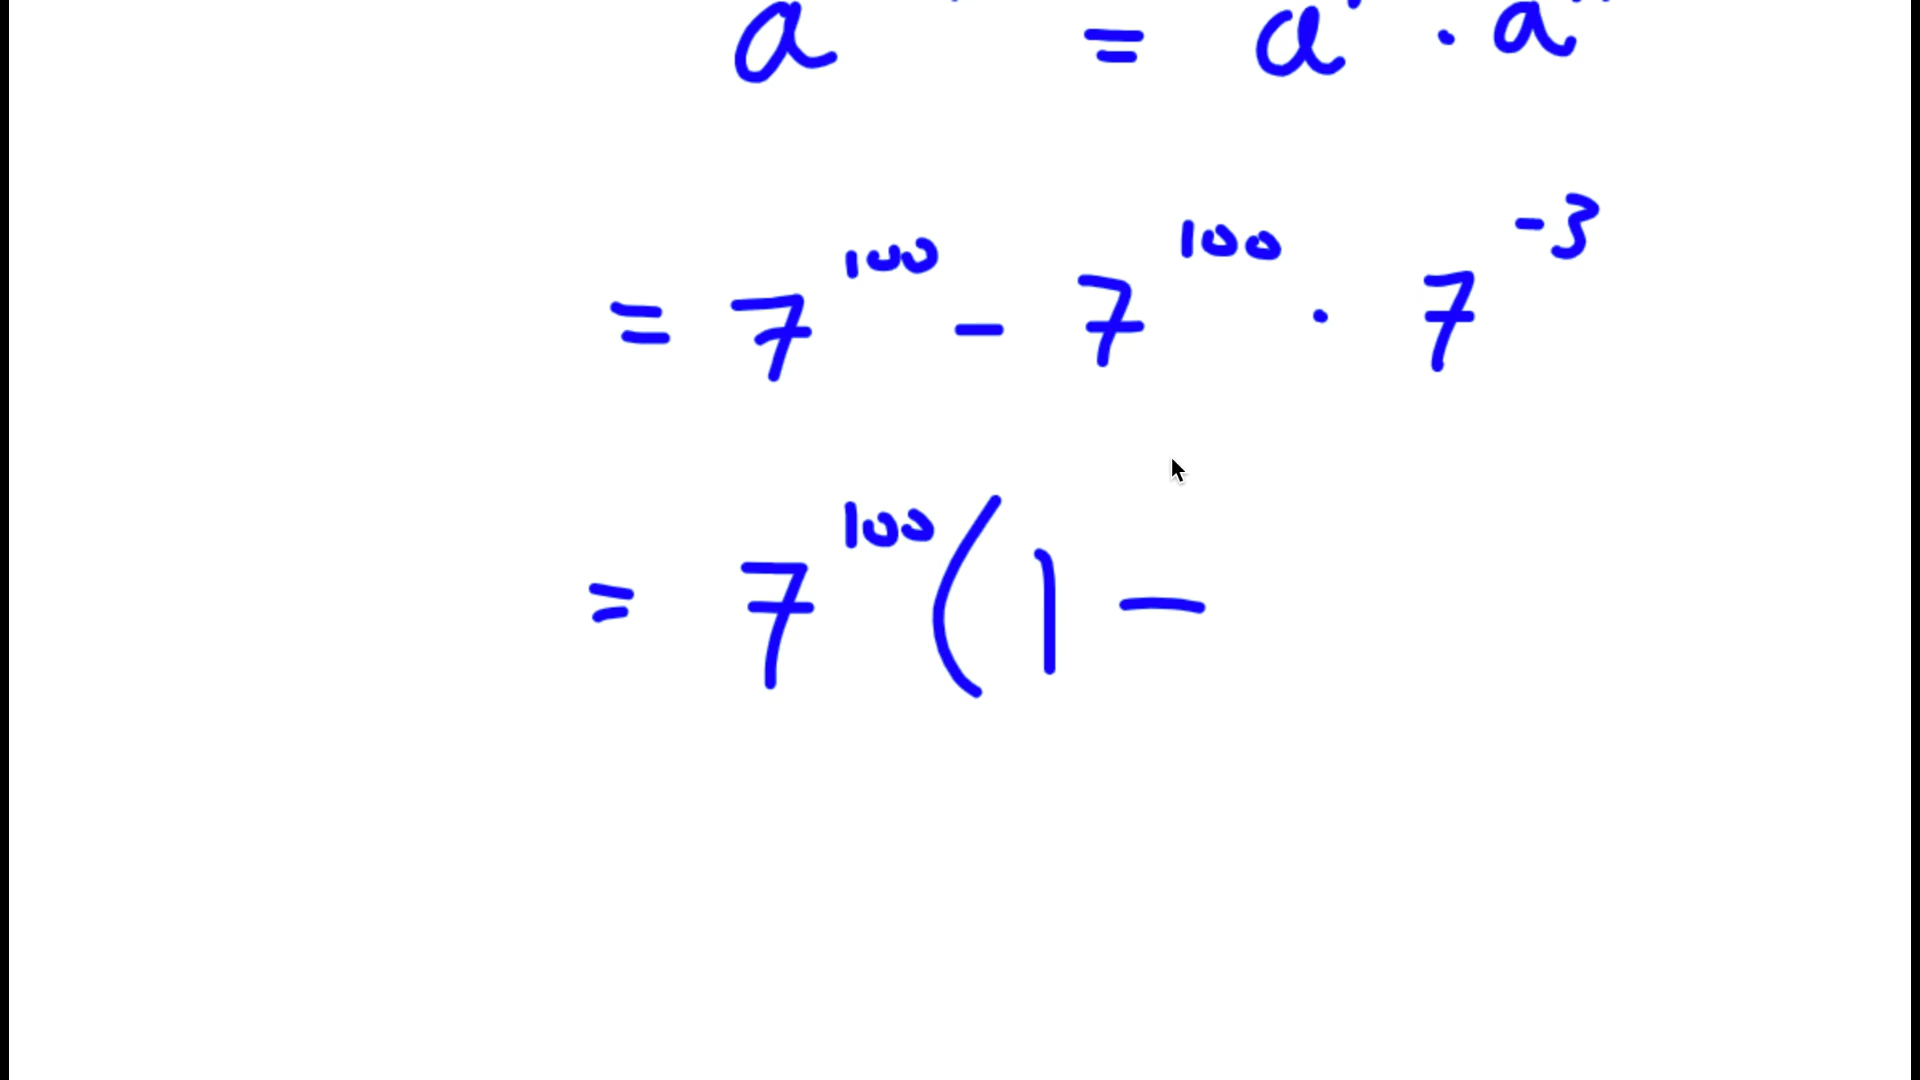 a = a · a
= 7^100 - 7^100 · 7^-3
= 7^100 ( 1 -